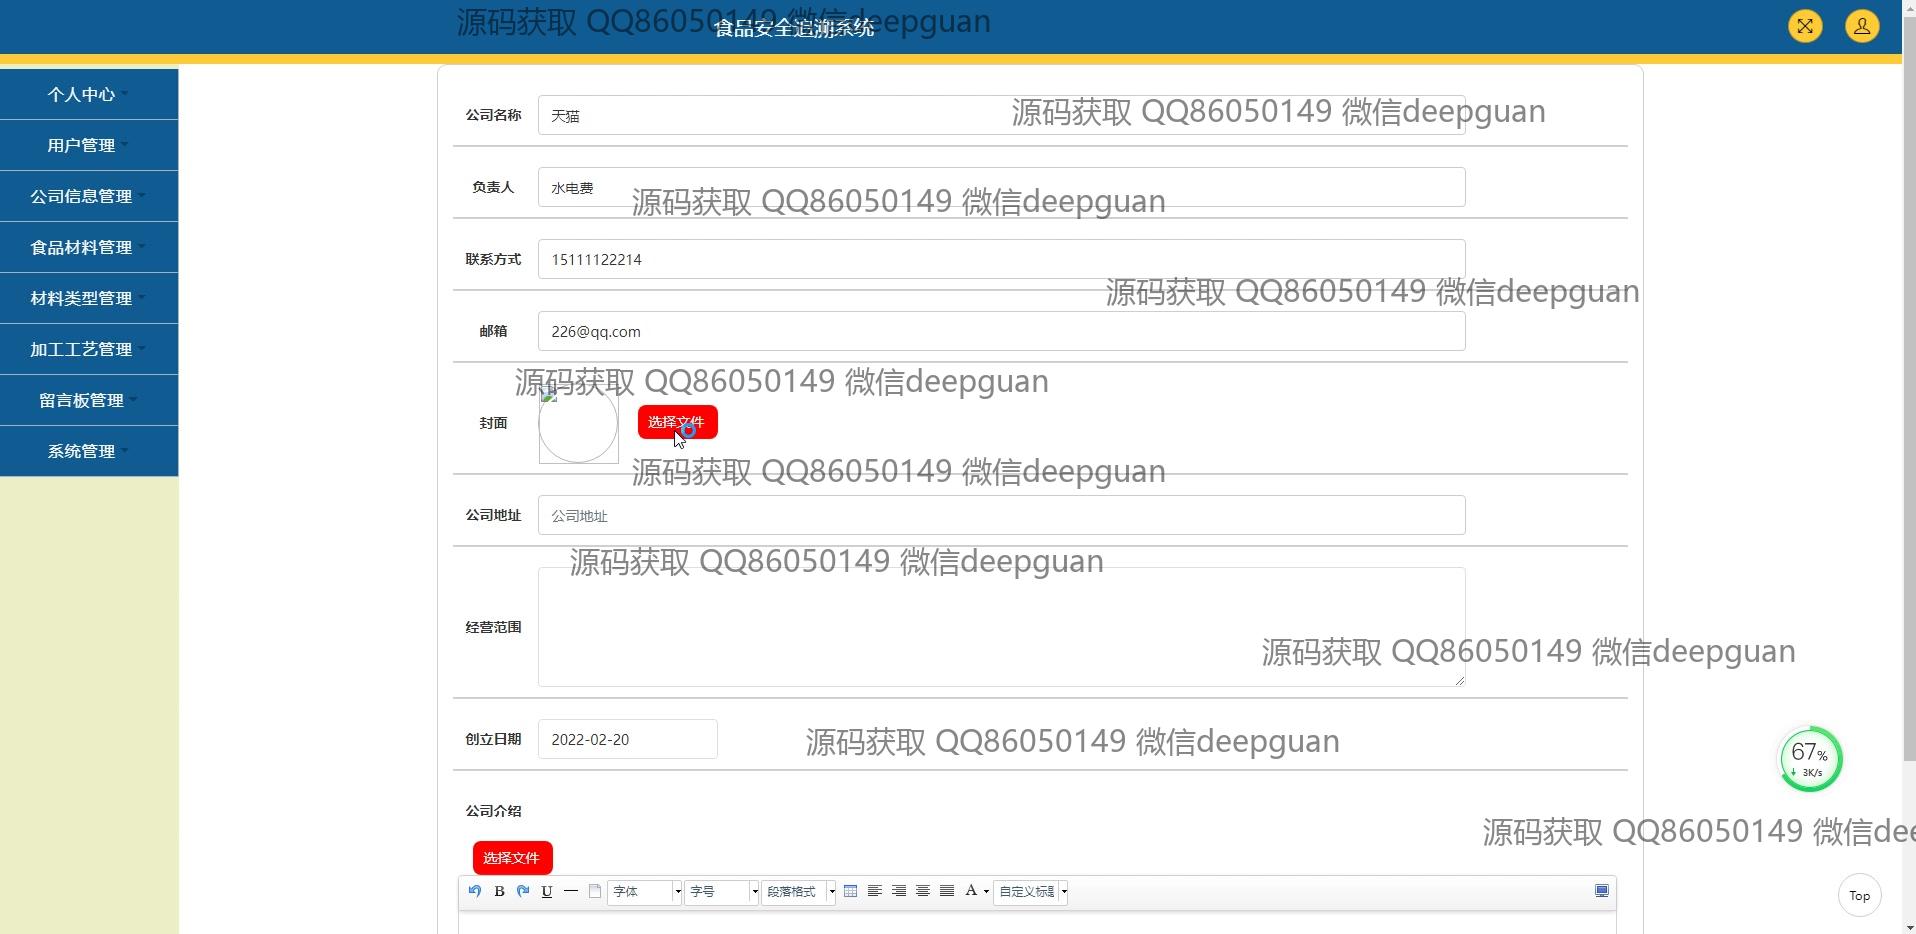 源码获取 QQ86050149 微信deepguan
食品安全追溯系统
个人中心
用户管理
公司信息管理
食品材料管理
材料类型管理
加工工艺管理
留言板管理
系统管理
公司名称 天猫
源码获取 QQ86050149 微信deepguan
负责人 水电费
源码获取 QQ86050149 微信deepguan
联系方式 15111122214
源码获取 QQ86050149 微信deepguan
邮箱 226@qq.com
源码获取 QQ86050149 微信deepguan
封面 选择文件
源码获取 QQ86050149 微信deepguan
公司地址 公司地址
源码获取 QQ86050149 微信deepguan
经营范围
源码获取 QQ86050149 微信deepguan
创立日期 2022-02-20
源码获取 QQ86050149 微信deepguan
67%
3K/s
公司介绍
源码获取 QQ86050149 微信dee
选择文件
B U 字体 字号 段落格式 A 自定义标题
Top